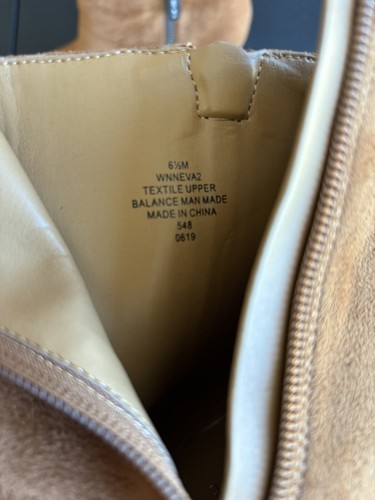 6½M
WNNEVA2
TEXTILE UPPER
BALANCE MAN MADE
MADE IN CHINA
548
0619